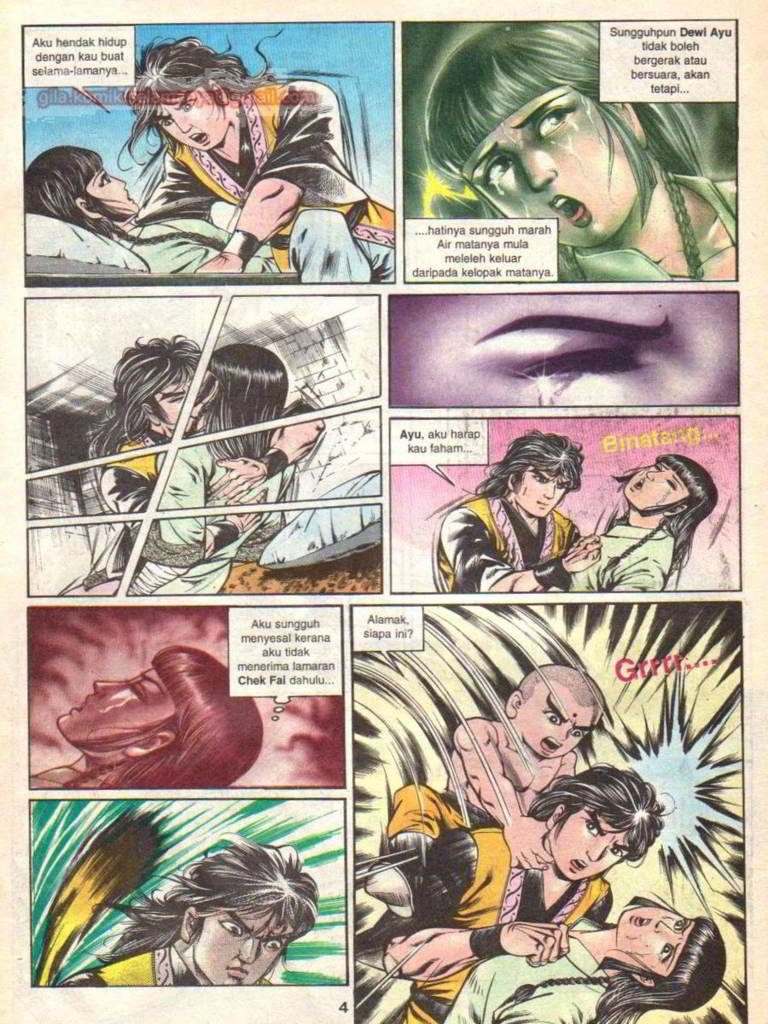 Aku hendak hidup
dengan kau buat
selama-lamanya...
Sungguhpun Dewi Ayu
tidak boleh
bergerak atau
bersuara, akan
tetapi...
....hatinya sungguh marah
Air matanya mula
meleleh keluar
daripada kelopak matanya.
Ayu, aku harap
kau faham...
Bmatang...
Aku sungguh
menyesal kerana
aku tidak
menerima lamaran
Chek Fai dahulu...
Alamak,
siapa ini?
Grrrr....
4